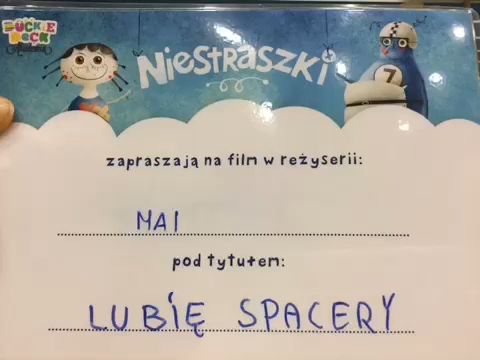 DUCKIE DECK
NieSTRASZKi
7
zapraszają na film w reżyserii:
MAI
pod tytułem:
LUBIĘ SPACERY